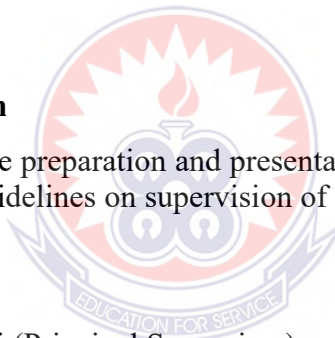 n
e preparation and presenta
idelines on supervision of
EDUCATION FOR SERVICE
i (Principal Supervisor)